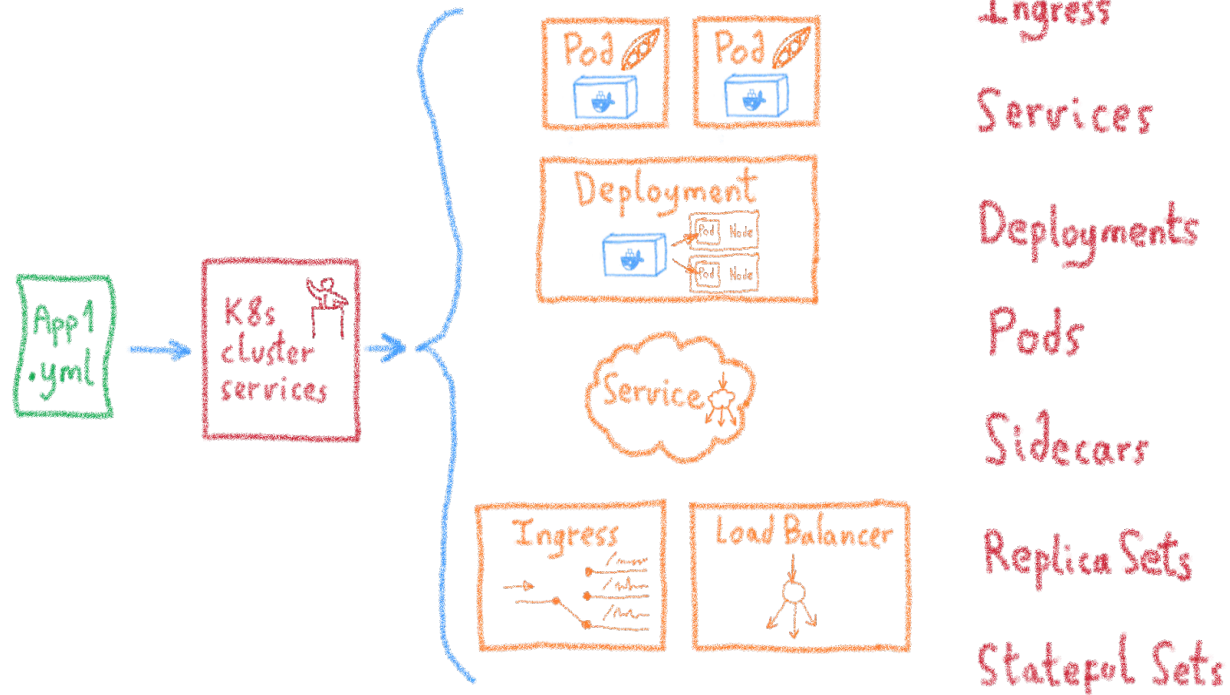 App1
.yml
K8s
cluster
services
Pod
Pod
Deployment
Pod Node
Pod Node
Service
Ingress
Load Balancer
Ingress
Services
Deployments
Pods
Sidecars
Replica Sets
Stateful Sets